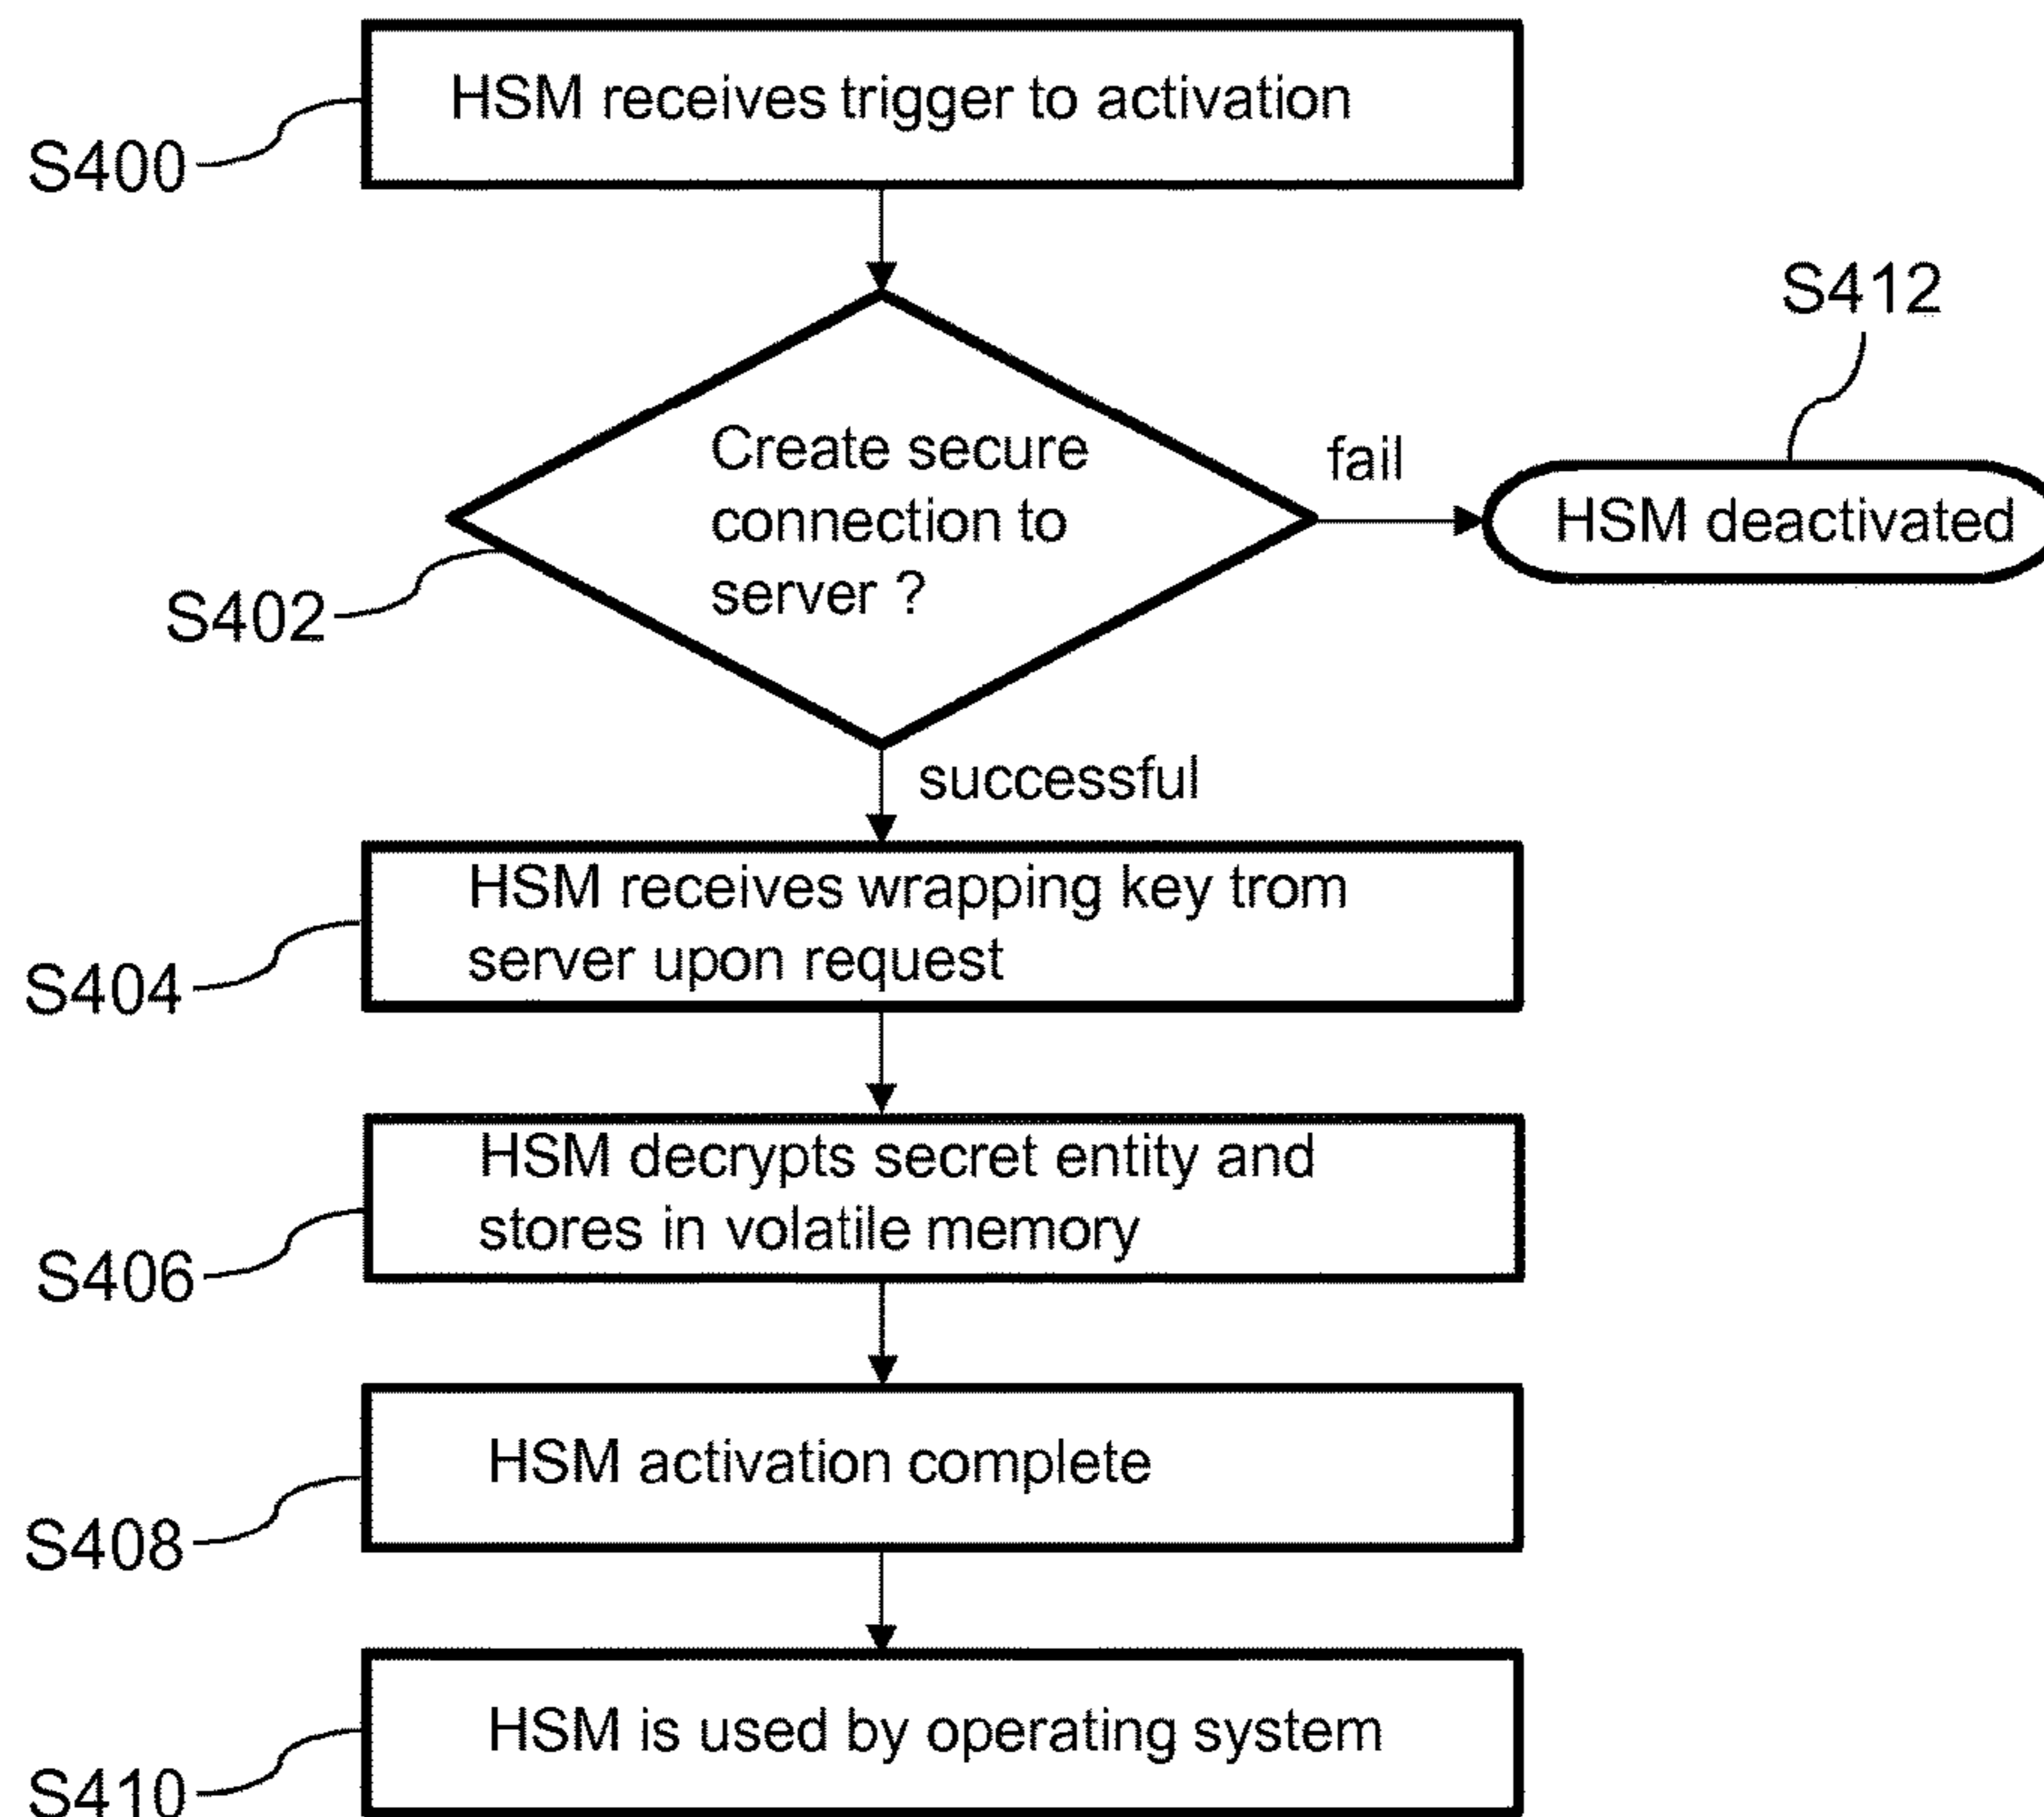 HSM receives trigger to activation
S400
S412
Create secure
connection to
server ?
fail
HSM deactivated
S402
successful
HSM receives wrapping key trom
server upon request
S404
HSM decrypts secret entity and
stores in volatile memory
S406
HSM activation complete
S408
HSM is used by operating system
S410